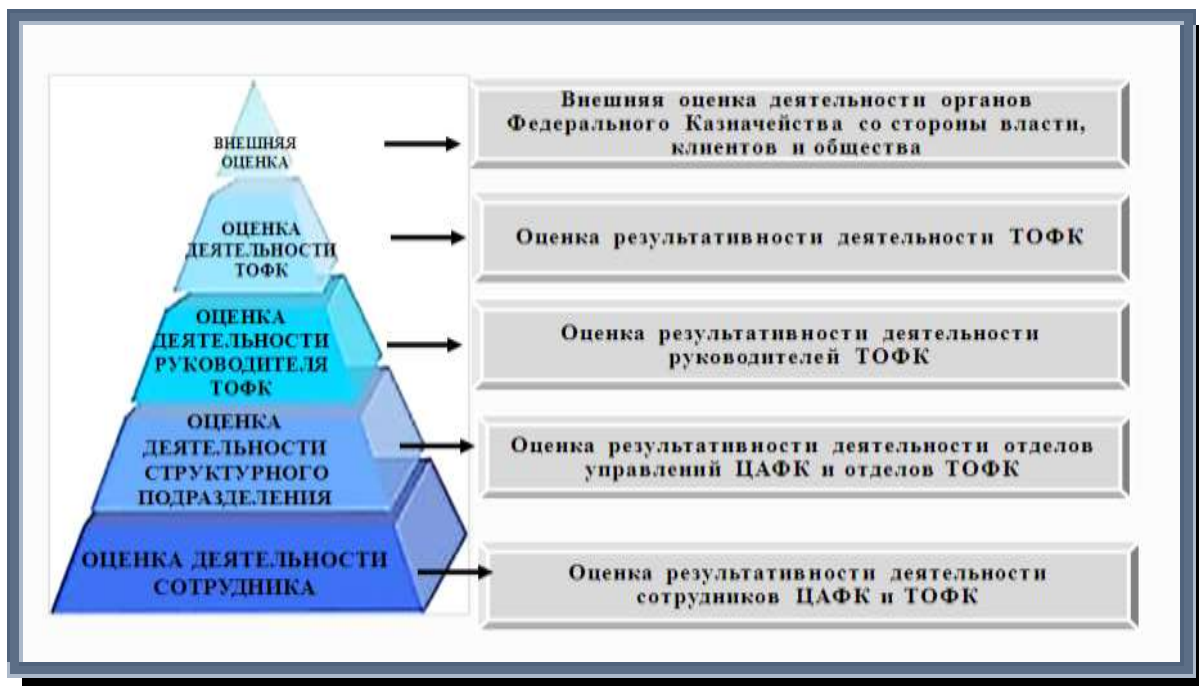 ВНЕШНЯЯ
ОЦЕНКА
Внешняя оценка деятельности органов
Федерального Казначейства со стороны власти,
клиентов и общества
ОЦЕНКА
ДЕЯТЕЛЬНОСТИ
ТОФК
Оценка результативности деятельности ТОФК
ОЦЕНКА
ДЕЯТЕЛЬНОСТИ
РУКОВОДИТЕЛЯ
ТОФК
Оценка результативности деятельности
руководителей ТОФК
ОЦЕНКА
ДЕЯТЕЛЬНОСТИ
СТРУКТУРНОГО
ПОДРАЗДЕЛЕНИЯ
Оценка результативности деятельности отделов
управлений ЦАФК и отделов ТОФК
ОЦЕНКА ДЕЯТЕЛЬНОСТИ
СОТРУДНИКА
Оценка результативности деятельности
сотрудников ЦАФК и ТОФК